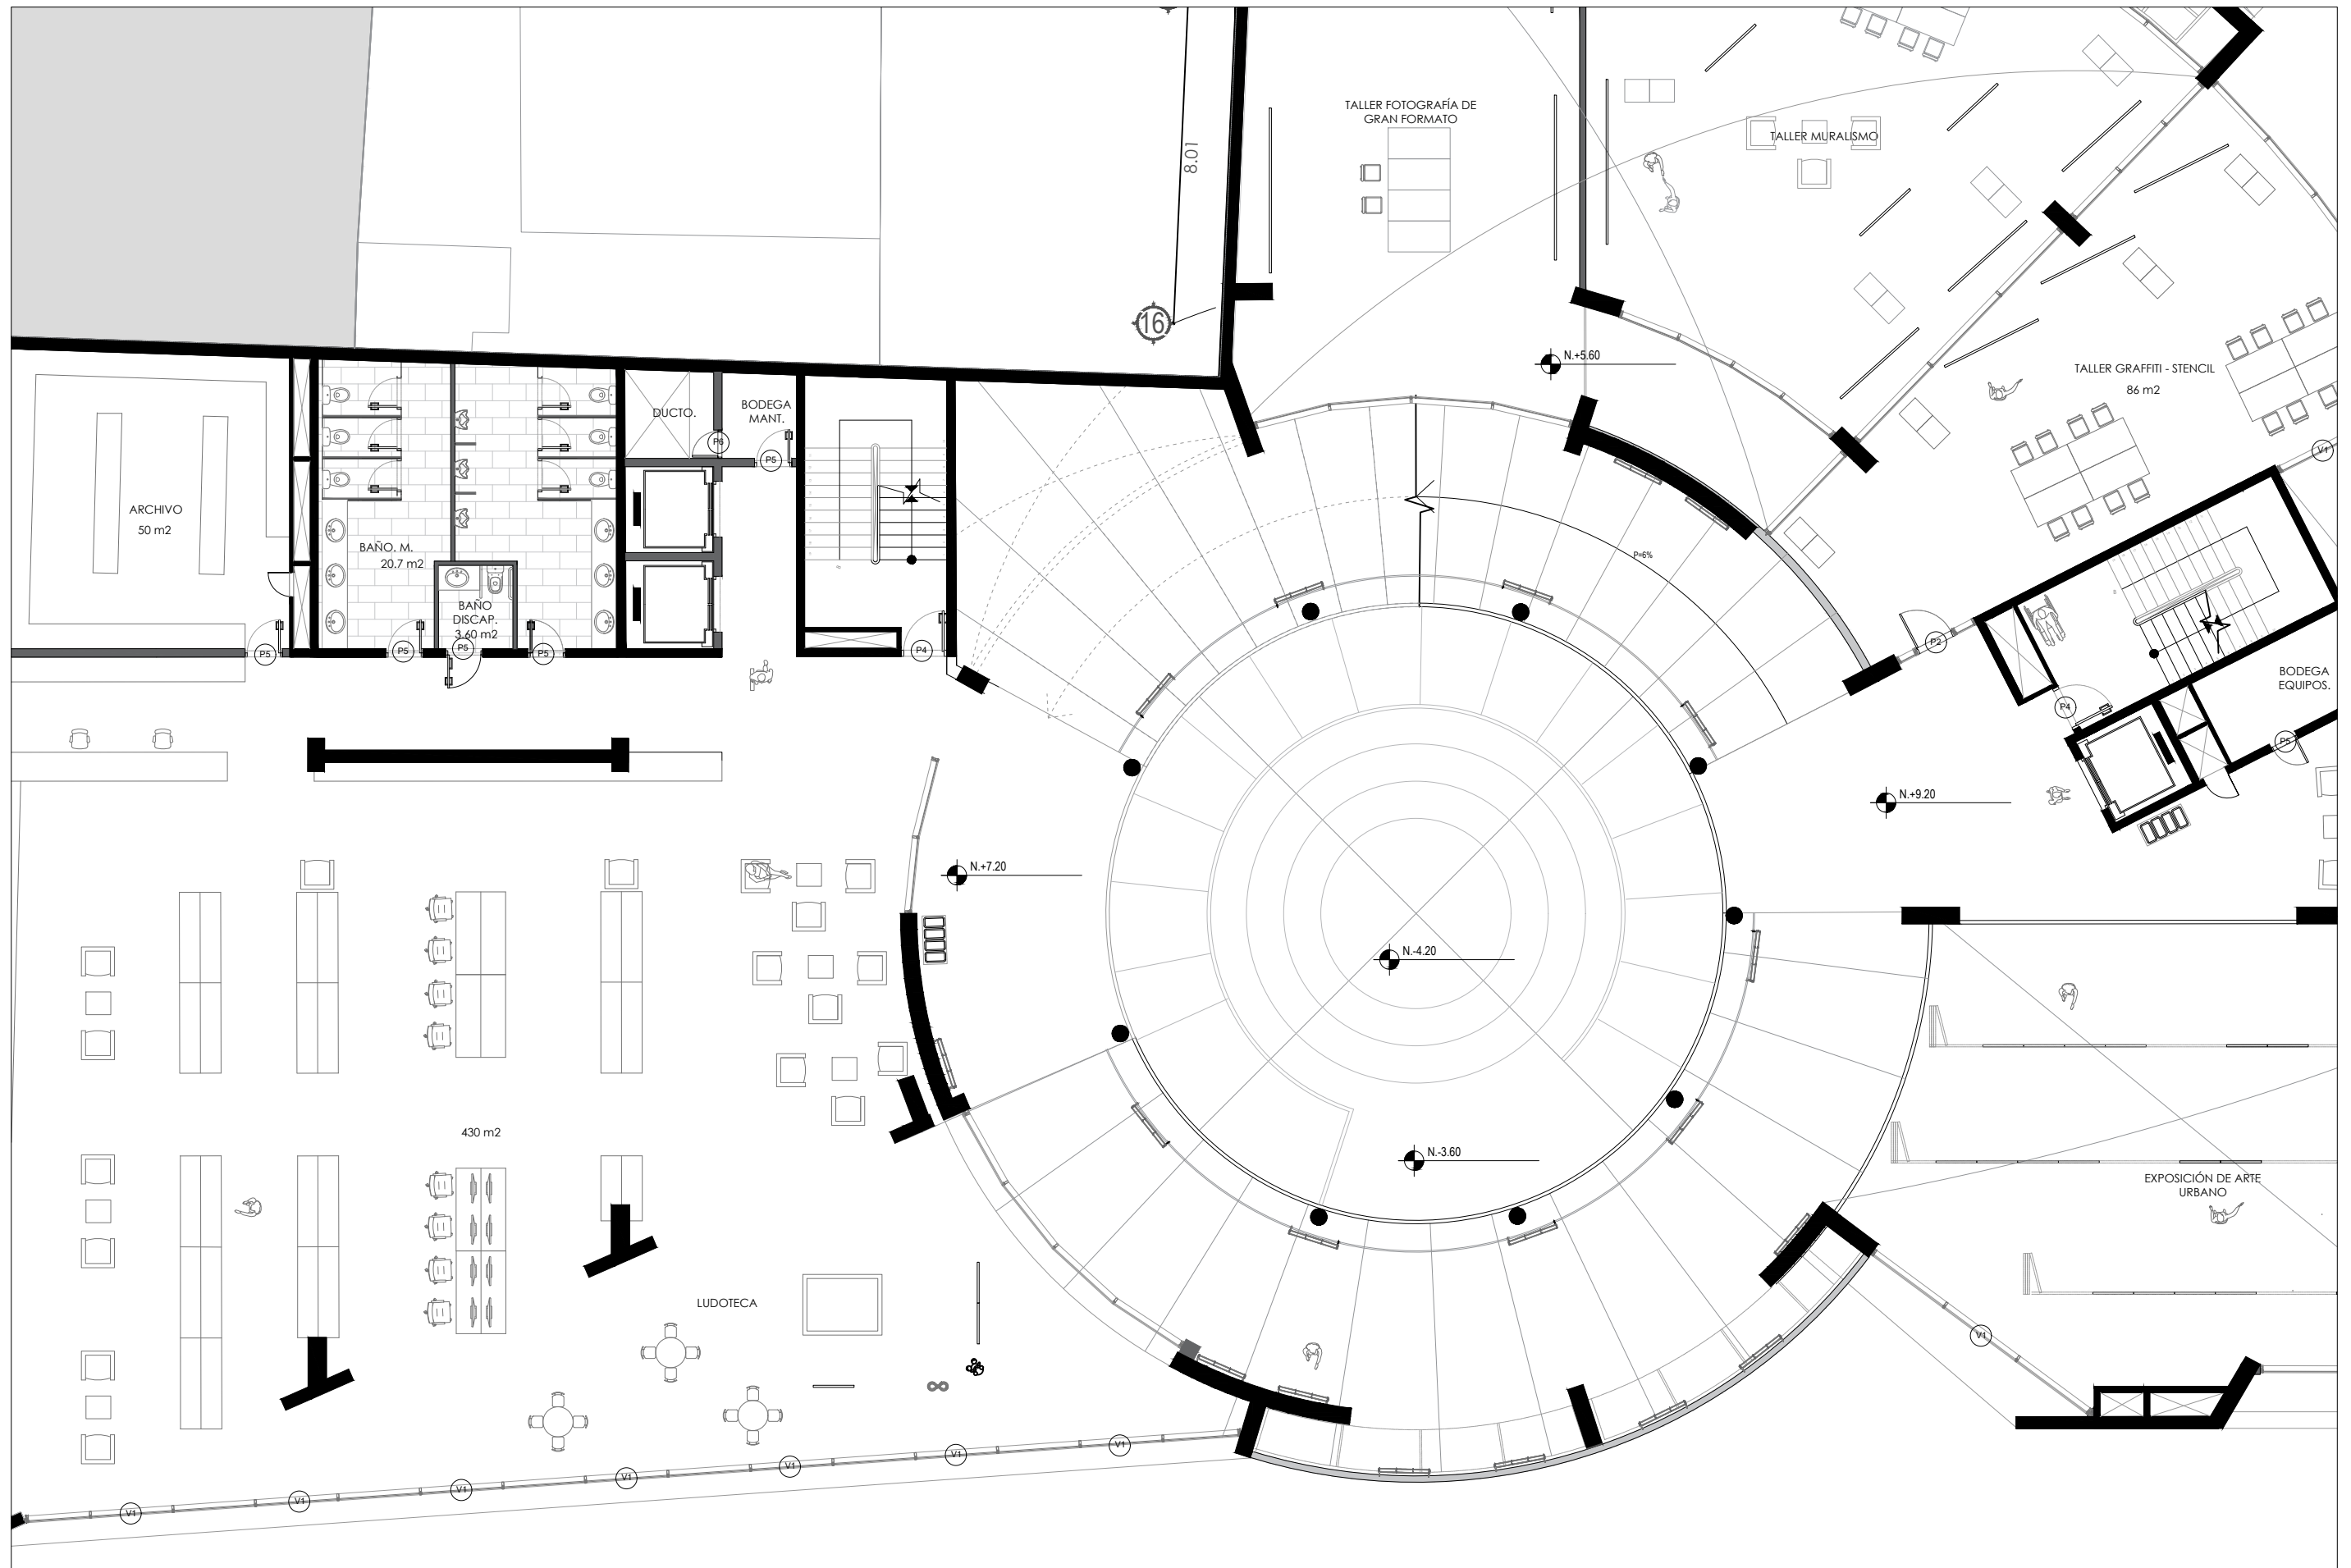 8.01
16
TALLER FOTOGRAFÍA DE
GRAN FORMATO
TALLER MURALISMO
N.+5.60
TALLER GRAFFITI - STENCIL
86 m2
V1
DUCTO.
BODEGA
MANT.
P6
P5
ARCHIVO
50 m2
BAÑO. M.
20.7 m2
BAÑO
DISCAP.
3.60 m2
P5
P5
P5
P5
P4
P=6%
P2
BODEGA
EQUIPOS.
P4
P5
N.+9.20
N.+7.20
N.-4.20
430 m2
N.-3.60
EXPOSICIÓN DE ARTE
URBANO
LUDOTECA
V1
V1
V1
V1
V1
V1
V1
V1